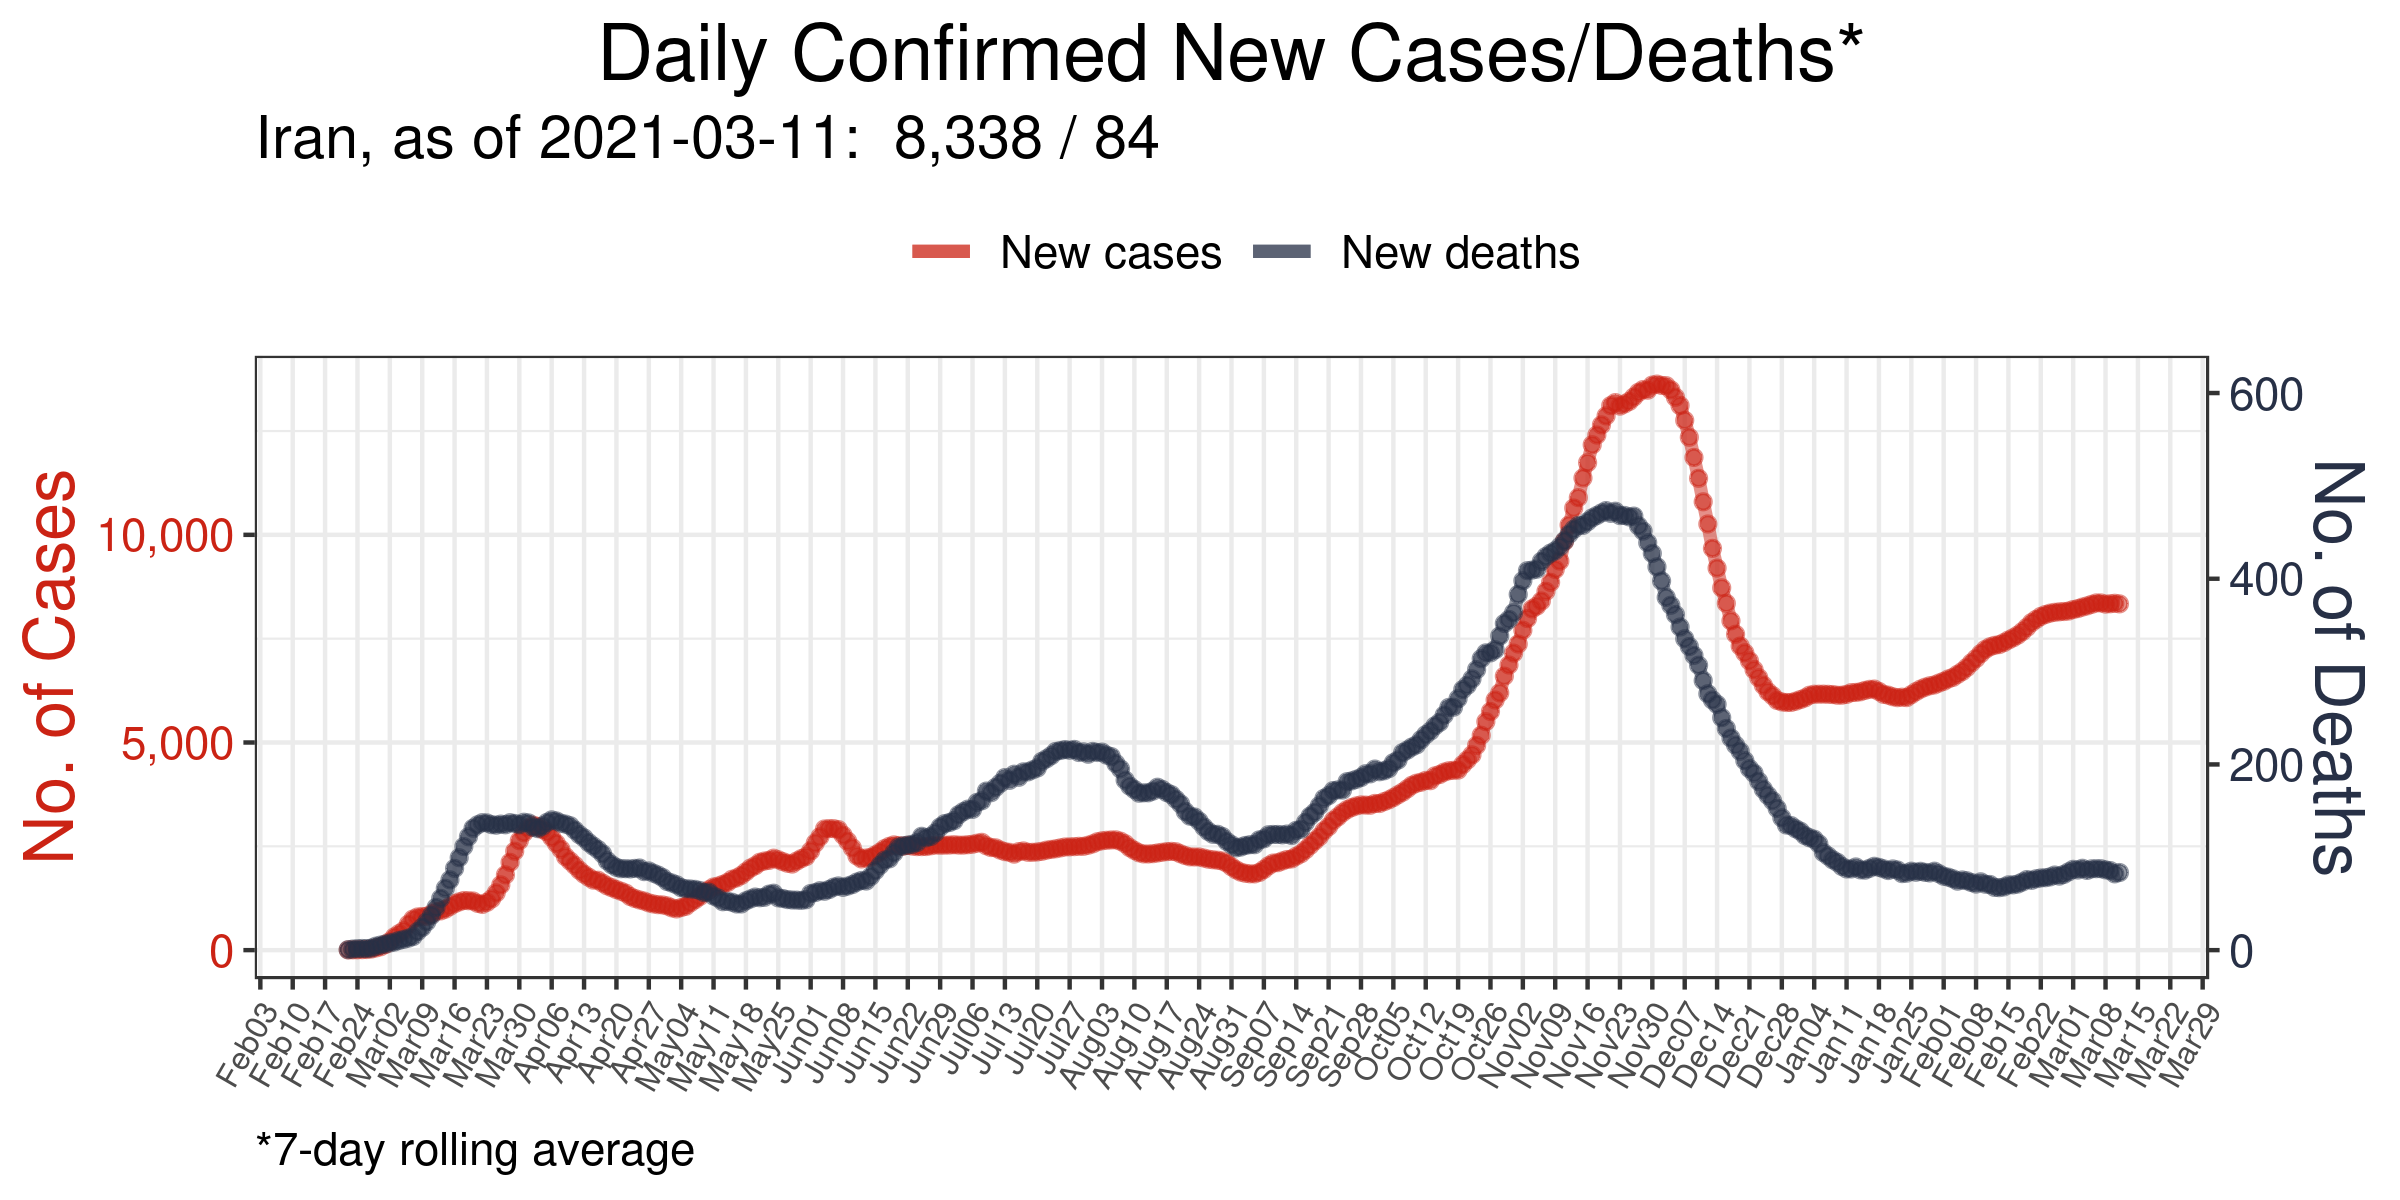 Daily Confirmed New Cases/Deaths*
Iran, as of 2021-03-11:  8,338 / 84
New cases
New deaths
No. of Cases
10,000
5,000
0
600
400
200
0
No. of Deaths
Feb03
Feb10
Feb17
Feb24
Mar02
Mar09
Mar16
Mar23
Mar30
Apr06
Apr13
Apr20
Apr27
May04
May11
May18
May25
Jun01
Jun08
Jun15
Jun22
Jun29
Jul06
Jul13
Jul20
Jul27
Aug03
Aug10
Aug17
Aug24
Aug31
Sep07
Sep14
Sep21
Sep28
Oct05
Oct12
Oct19
Oct26
Nov02
Nov09
Nov16
Nov23
Nov30
Dec07
Dec14
Dec21
Dec28
Jan04
Jan11
Jan18
Jan25
Feb01
Feb08
Feb15
Feb22
Mar01
Mar08
Mar15
Mar22
Mar29
*7-day rolling average